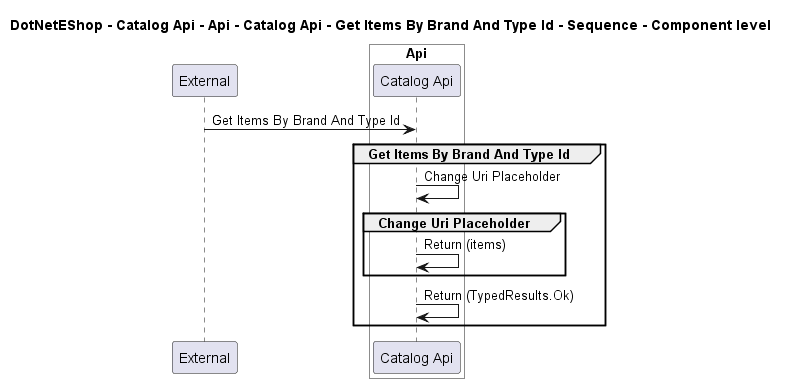 DotNetEShop - Catalog Api - Api - Catalog Api - Get Items By Brand And Type Id - Sequence - Component level
Api
External
Catalog Api
Get Items By Brand And Type Id
Get Items By Brand And Type Id
Change Uri Placeholder
Change Uri Placeholder
Return (items)
Return (TypedResults.Ok)
External
Catalog Api